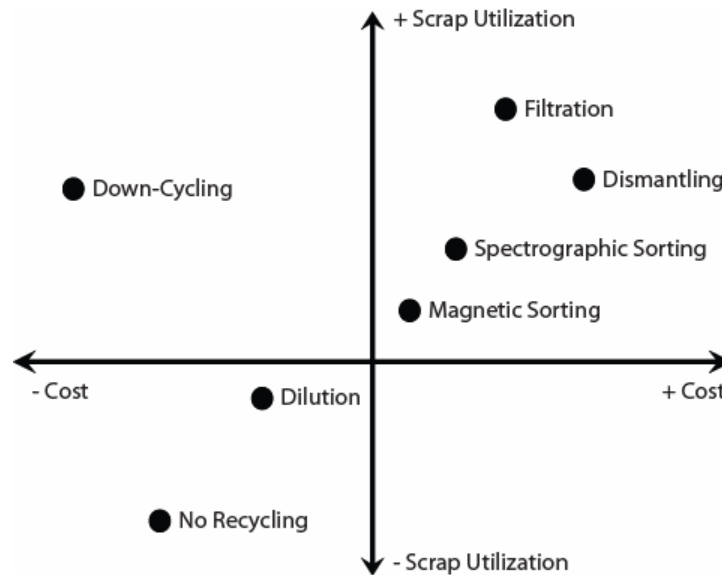 + Scrap Utilization
Filtration
Down-Cycling
Dismantling
Spectrographic Sorting
Magnetic Sorting
- Cost
+ Cost
Dilution
No Recycling
- Scrap Utilization